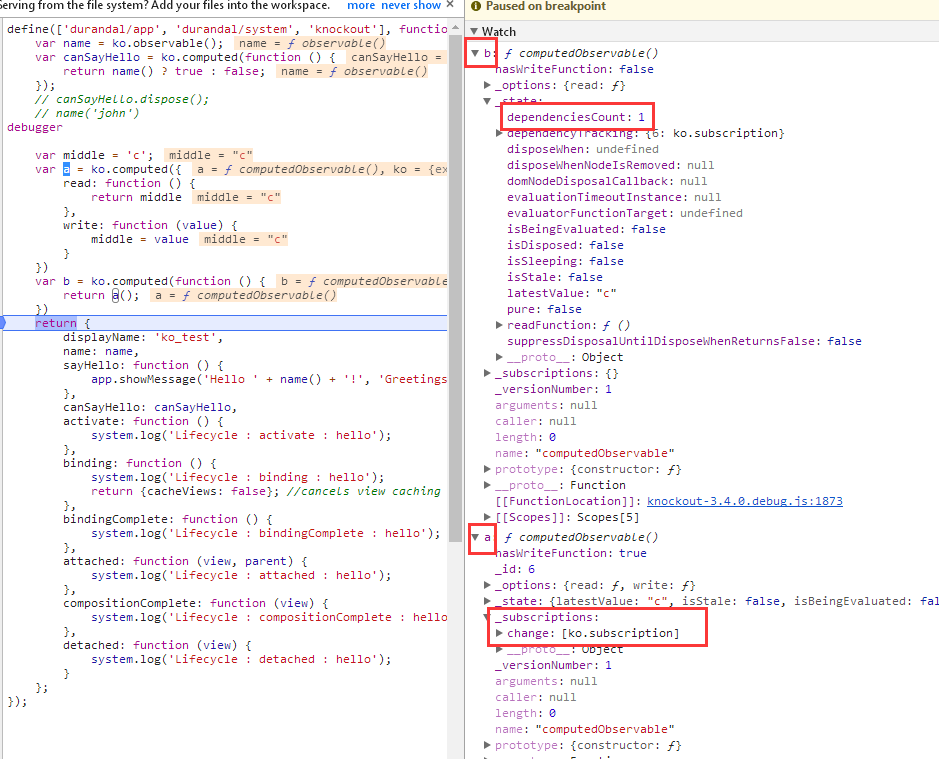 Serving from the file system? Add your files into the workspace. more never show ✕
define(['durandal/app', 'durandal/system', 'knockout'], functio
    var name = ko.observable(); name = ƒ observable()
    var canSayHello = ko.computed(function () { canSayHello =
        return name() ? true : false; name = ƒ observable()
    });
    // canSayHello.dispose();
    // name('john')
debugger
    var middle = 'c'; middle = "c"
    var a = ko.computed({ a = ƒ computedObservable(), ko = {ex
        read: function () {
            return middle middle = "c"
        },
        write: function (value) {
            middle = value middle = "c"
        }
    })
    var b = ko.computed(function () { b = ƒ computedObservable
        return a(); a = ƒ computedObservable()
    })
    return {
        displayName: 'ko_test',
        name: name,
        sayHello: function () {
            app.showMessage('Hello ' + name() + '!', 'Greetings
        },
        canSayHello: canSayHello,
        activate: function () {
            system.log('Lifecycle : activate : hello');
        },
        binding: function () {
            system.log('Lifecycle : binding : hello');
            return {cacheViews: false}; //cancels view caching
        },
        bindingComplete: function () {
            system.log('Lifecycle : bindingComplete : hello');
        },
        attached: function (view, parent) {
            system.log('Lifecycle : attached : hello');
        },
        compositionComplete: function (view) {
            system.log('Lifecycle : compositionComplete : hello
        },
        detached: function (view) {
            system.log('Lifecycle : detached : hello');
        }
    };
});
Paused on breakpoint
▼ Watch
▼ b: ƒ computedObservable()
hasWriteFunction: false
▶ _options: {read: ƒ}
▼ _state:
dependenciesCount: 1
▶ dependencyTracking: {6: ko.subscription}
disposeWhen: undefined
disposeWhenNodeIsRemoved: null
domNodeDisposalCallback: null
evaluationTimeoutInstance: null
evaluatorFunctionTarget: undefined
isBeingEvaluated: false
isDisposed: false
isSleeping: false
isStale: false
latestValue: "c"
pure: false
▶ readFunction: ƒ ()
suppressDisposalUntilDisposeWhenReturnsFalse: false
▶ __proto__: Object
▶ _subscriptions: {}
_versionNumber: 1
arguments: null
caller: null
length: 0
name: "computedObservable"
▶ prototype: {constructor: ƒ}
▶ __proto__: Function
[[FunctionLocation]]: knockout-3.4.0.debug.js:1873
▶ [[Scopes]]: Scopes[5]
▼ a: ƒ computedObservable()
hasWriteFunction: true
_id: 6
▶ _options: {read: ƒ, write: ƒ}
▶ _state: {latestValue: "c", isStale: false, isBeingEvaluated: fal
▼ _subscriptions:
▶ change: [ko.subscription]
▶ __proto__: Object
_versionNumber: 1
arguments: null
caller: null
length: 0
name: "computedObservable"
▶ prototype: {constructor: ƒ}